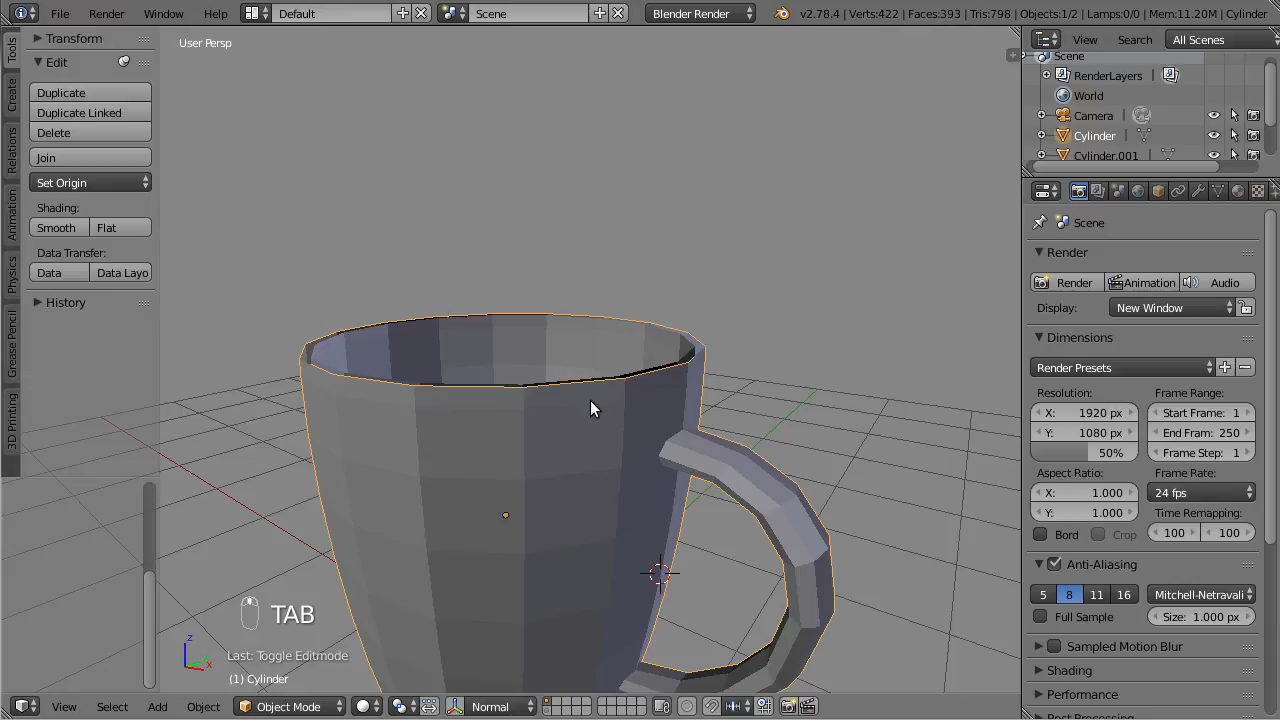 File Render Window Help Default Scene Blender Render v2.78.4 | Verts:422 | Faces:393 | Tris:798 | Objects:1/2 | Lamps:0/0 | Mem:11.20M | Cylinder
Tools
Create
Relations
Animation
Physics
Grease Pencil
3D Printing
Transform
Edit
Duplicate
Duplicate Linked
Delete
Join
Set Origin
Shading:
Smooth Flat
Data Transfer:
Data Data Layo
History
User Persp
z
y
x
TAB
Last: Toggle Editmode
(1) Cylinder
View Select Add Object Object Mode Normal
View Search All Scenes
Scene
RenderLayers |
World
Camera |
Cylinder |
Cylinder.001 |
Scene
Render
Render Animation Audio
Display: New Window
Dimensions
Render Presets
Resolution: Frame Range:
X: 1920 px Start Frame: 1
Y: 1080 px End Fram: 250
50% Frame Step: 1
Aspect Ratio: Frame Rate:
X: 1.000 24 fps
Y: 1.000 Time Remapping:
Bord Crop 100 100
Anti-Aliasing
5 8 11 16 Mitchell-Netravali
Full Sample Size: 1.000 px
Sampled Motion Blur
Shading
Performance